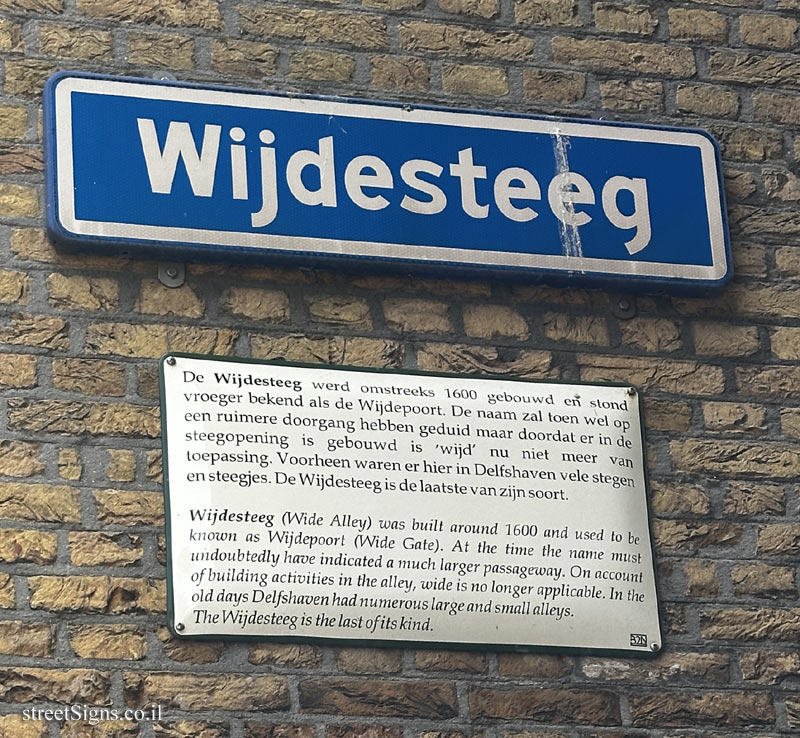 Wijdesteeg
De Wijdesteeg werd omstreeks 1600 gebouwd en stond
vroeger bekend als de Wijdepoort. De naam zal toen wel op
een ruimere doorgang hebben geduid maar doordat er in de
steegopening is gebouwd is 'wijd' nu niet meer van
toepassing. Voorheen waren er hier in Delfshaven vele stegen
en steegjes. De Wijdesteeg is de laatste van zijn soort.
Wijdesteeg (Wide Alley) was built around 1600 and used to be
known as Wijdepoort (Wide Gate). At the time the name must
undoubtedly have indicated a much larger passageway. On account
of building activities in the alley, wide is no longer applicable. In the
old days Delfshaven had numerous large and small alleys.
The Wijdesteeg is the last of its kind.
streetSigns.co.il